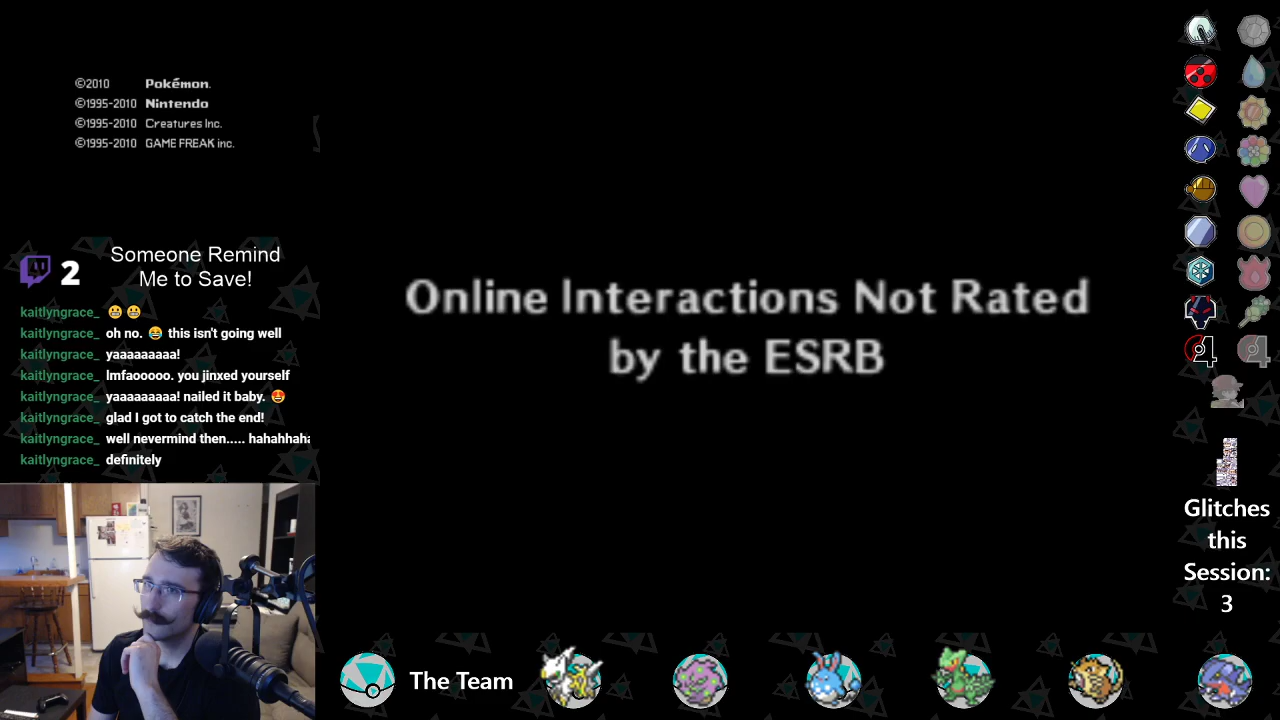 ©2010 Pokémon.
©1995-2010 Nintendo
©1995-2010 Creatures Inc.
©1995-2010 GAME FREAK inc.
Online Interactions Not Rated
by the ESRB
2
Someone Remind
Me to Save!
kaitlyngrace_ 😬😬
kaitlyngrace_ oh no. 😂 this isn't going well
kaitlyngrace_ yaaaaaaaaa!
kaitlyngrace_ lmfaooooo. you jinxed yourself
kaitlyngrace_ yaaaaaaaaa! nailed it baby. 🤩
kaitlyngrace_ glad I got to catch the end!
kaitlyngrace_ well nevermind then..... hahahhaha
kaitlyngrace_ definitely
4
4
Glitches
this
Session:
3
The Team